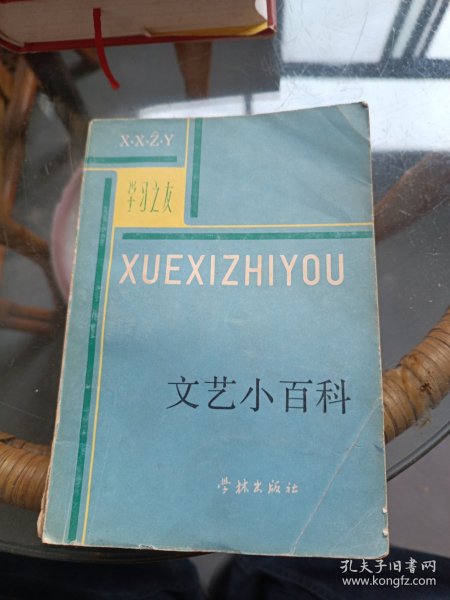 X·X·Ẑ·Y
学习之友
XUEXIZHIYOU
文艺小百科
学林出版社
孔夫子旧书网
www.kongfz.com